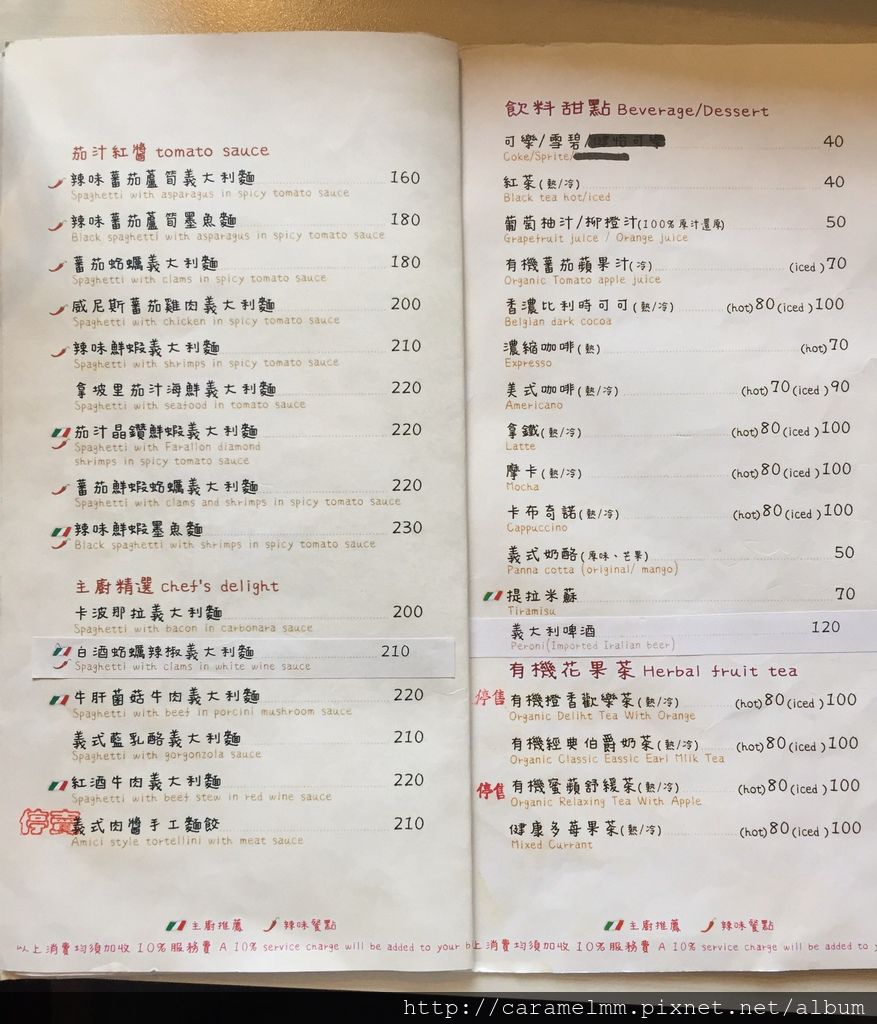 茄汁紅醬 tomato sauce
辣味蕃茄蘆筍義大利麵 160
Spaghetti with asparagus in spicy tomato sauce
辣味蕃茄蘆筍墨魚麵 180
Black spaghetti with asparagus in spicy tomato sauce
蕃茄蛤蠣義大利麵 180
Spaghetti with clams in spicy tomato sauce
威尼斯蕃茄雞肉義大利麵 200
Spaghetti with chicken in spicy tomato sauce
辣味鮮蝦義大利麵 210
Spaghetti with shrimps in spicy tomato sauce
拿坡里茄汁海鮮義大利麵 220
Spaghetti with seafood in tomato sauce
茄汁晶鑽鮮蝦義大利麵 220
Spaghetti with Farallon diamond
shrimps in spicy tomato sauce
蕃茄鮮蝦蛤蠣義大利麵 220
Spaghetti with clams and shrimps in spicy tomato sauce
辣味鮮蝦墨魚麵 230
Black spaghetti with shrimps in spicy tomato sauce
主廚精選 chef's delight
卡波那拉義大利麵 200
Spaghetti with bacon in carbonara sauce
白酒蛤蠣辣椒義大利麵 210
Spaghetti with clams in white wine sauce
牛肝菌菇牛肉義大利麵 220
Spaghetti with beef in porcini mushroom sauce
義式藍乳酪義大利麵 210
Spaghetti with gorgonzola sauce
紅酒牛肉義大利麵 220
Spaghetti with beef stew in red wine sauce
停賣 義式肉醬手工麵餃 210
Amici style tortellini with meat sauce
主廚推薦 辣味餐點
以上消費均須加收 10%服務費 A 10% service charge will be added to your b
飲料甜點 Beverage/Dessert
可樂/雪碧/ 40
Coke/Sprite/
紅茶(熱/冷) 40
Black tea hot/iced
葡萄柚汁/柳橙汁(100%原汁還原) 50
Grapefruit juice / Orange juice
有機蕃茄蘋果汁(冷) (iced)70
Organic Tomato apple juice
香濃比利時可可(熱/冷) (hot)80(iced)100
Belgian dark cocoa
濃縮咖啡(熱) (hot)70
Expresso
美式咖啡(熱/冷) (hot)70(iced)90
Americano
拿鐵(熱/冷) (hot)80(iced)100
Latte
摩卡(熱/冷) (hot)80(iced)100
Mocha
卡布奇諾(熱/冷) (hot)80(iced)100
Cappuccino
義式奶酪(原味、芒果) 50
Panna cotta (original/ mango)
提拉米蘇 70
Tiramisu
義大利啤酒 120
Peroni(Imported Iralian beer)
有機花果茶 Herbal fruit tea
停售 有機橙香歡樂茶(熱/冷) (hot)80(iced)100
Organic Deliht Tea With Orange
有機經典伯爵奶茶(熱/冷) (hot)80(iced)100
Organic Classic Eassic Earl Mlik Tea
停售 有機蜜蘋舒緩茶(熱/冷) (hot)80(iced)100
Organic Relaxing Tea With Apple
健康多莓果茶(熱/冷) (hot)80(iced)100
Mixed Currant
主廚推薦 辣味餐點
上消費均須加收 10%服務費 A 10% service charge will be added to y
http://caramelmm.pixnet.net/album